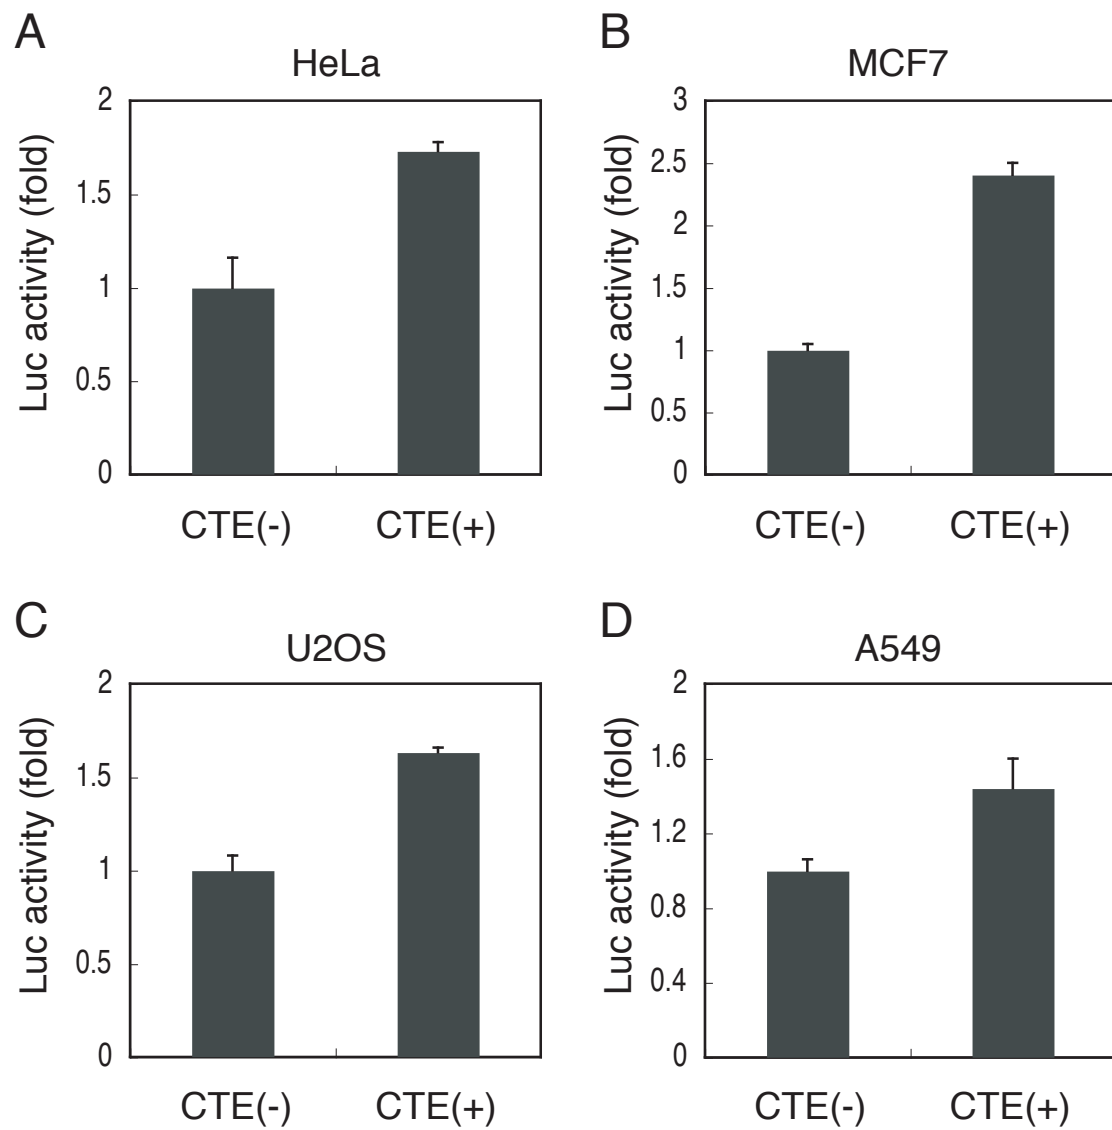 A
HeLa
Luc activity (fold)
2
1.5
1
0.5
0
CTE(-) CTE(+)
B
MCF7
Luc activity (fold)
3
2.5
2
1.5
1
0.5
0
CTE(-) CTE(+)
C
U2OS
Luc activity (fold)
2
1.5
1
0.5
0
CTE(-) CTE(+)
D
A549
Luc activity (fold)
2
1.6
1.2
0.8
0.4
0
CTE(-) CTE(+)